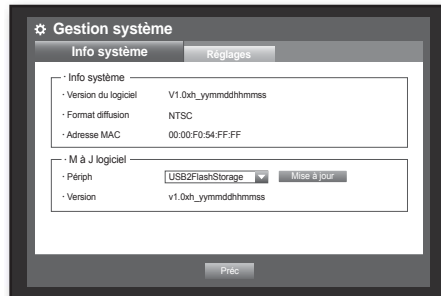 Gestion système
Info système
Réglages
· Info système
· Version du logiciel V1.0xh_yymmddhhmmss
· Format diffusion NTSC
· Adresse MAC 00:00:F0:54:FF:FF
· M à J logiciel
· Périph USB2FlashStorage Mise à jour
· Version v1.0xh_yymmddhhmmss
Préc